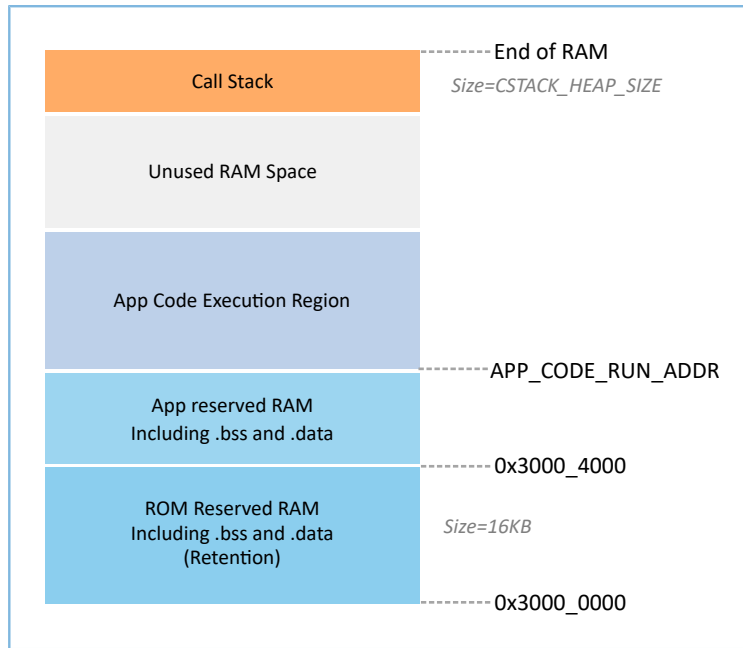 End of RAM
Call Stack
Size=CSTACK_HEAP_SIZE
Unused RAM Space
App Code Execution Region
APP_CODE_RUN_ADDR
App reserved RAM
Including .bss and .data
0x3000_4000
ROM Reserved RAM
Including .bss and .data
(Retention)
Size=16KB
0x3000_0000